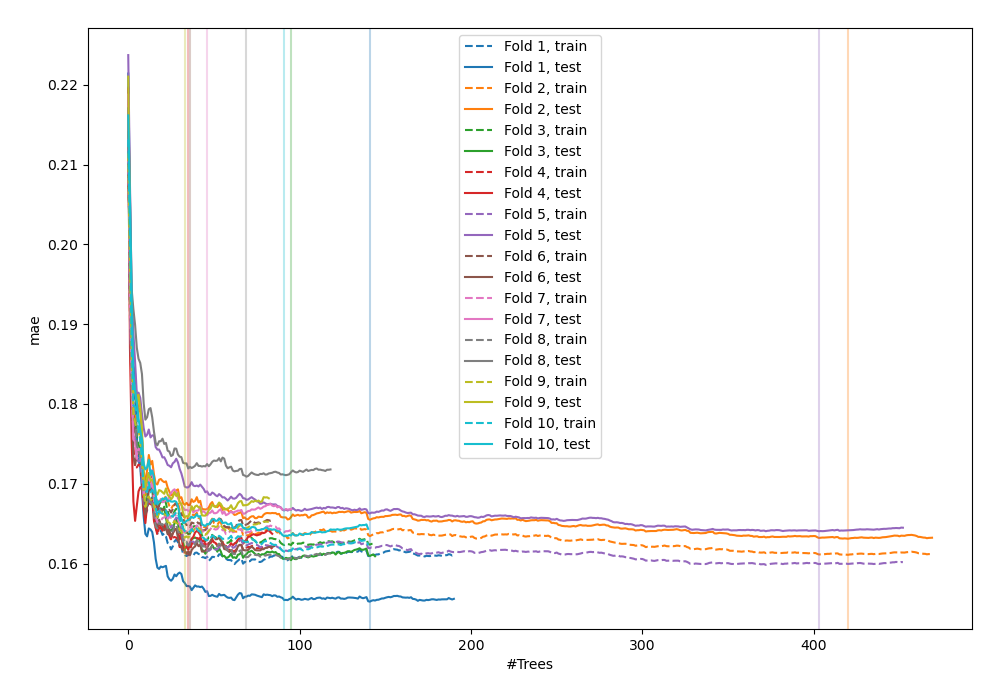 mae
0.22
0.21
0.20
0.19
0.18
0.17
0.16
Fold 1, train
Fold 1, test
Fold 2, train
Fold 2, test
Fold 3, train
Fold 3, test
Fold 4, train
Fold 4, test
Fold 5, train
Fold 5, test
Fold 6, train
Fold 6, test
Fold 7, train
Fold 7, test
Fold 8, train
Fold 8, test
Fold 9, train
Fold 9, test
Fold 10, train
Fold 10, test
0 100 200 300 400
#Trees